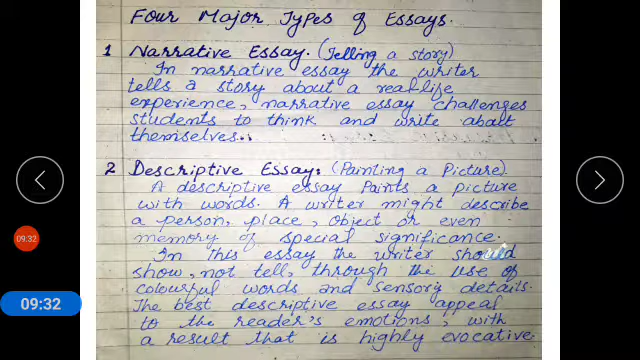 Four Major Types of Essays.
1 Narrative Essay. (Telling a story)
In narrative essay the writer
tells a story about a real life
experience, narrative essay challenges
students to think and write about
themselves..
2 Descriptive Essay: (Painting a Picture)
A descriptive essay Paints a picture
with words. A writer might describe
a person, place, object or even
memory of special significance.
In This essay the writer should
show, not tell, through the use of
colourful words and sensory details.
The best descriptive essay appeal
to the reader's emotions, with
a result that is highly evocative
09:32
09:32